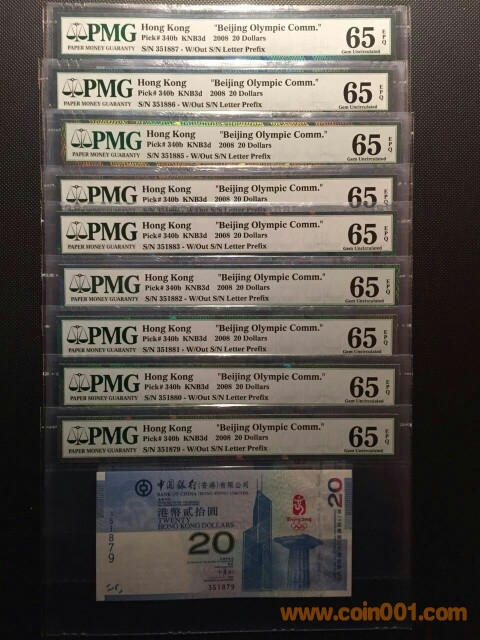 PMG Hong Kong "Beijing Olympic Comm." 65 EPQ
Pick# 340b KNB3d 2008 20 Dollars
PAPER MONEY GUARANTY S/N 351887 - W/Out S/N Letter Prefix Gem Uncirculated
PMG Hong Kong "Beijing Olympic Comm." 65 EPQ
Pick# 340b KNB3d 2008 20 Dollars
PAPER MONEY GUARANTY S/N 351886 - W/Out S/N Letter Prefix Gem Uncirculated
PMG Hong Kong "Beijing Olympic Comm." 65 EPQ
Pick# 340b KNB3d 2008 20 Dollars
PAPER MONEY GUARANTY S/N 351885 - W/Out S/N Letter Prefix Gem Uncirculated
PMG Hong Kong "Beijing Olympic Comm." 65 EPQ
Pick# 340b KNB3d 2008 20 Dollars
PMG Hong Kong "Beijing Olympic Comm." 65 EPQ
Pick# 340b KNB3d 2008 20 Dollars
PAPER MONEY GUARANTY S/N 351883 - W/Out S/N Letter Prefix Gem Uncirculated
PMG Hong Kong "Beijing Olympic Comm." 65 EPQ
Pick# 340b KNB3d 2008 20 Dollars
PAPER MONEY GUARANTY S/N 351882 - W/Out S/N Letter Prefix Gem Uncirculated
PMG Hong Kong "Beijing Olympic Comm." 65 EPQ
Pick# 340b KNB3d 2008 20 Dollars
PAPER MONEY GUARANTY S/N 351881 - W/Out S/N Letter Prefix Gem Uncirculated
PMG Hong Kong "Beijing Olympic Comm." 65 EPQ
Pick# 340b KNB3d 2008 20 Dollars
PAPER MONEY GUARANTY S/N 351880 - W/Out S/N Letter Prefix Gem Uncirculated
PMG Hong Kong "Beijing Olympic Comm." 65 EPQ
Pick# 340b KNB3d 2008 20 Dollars
PAPER MONEY GUARANTY S/N 351879 - W/Out S/N Letter Prefix Gem Uncirculated
中國銀行(香港)有限公司
BANK OF CHINA (HONG KONG) LIMITED
港幣貳拾圓
TWENTY
HONG KONG DOLLARS
20
351879
20
Beijing 2008
351879
www.coin001.com